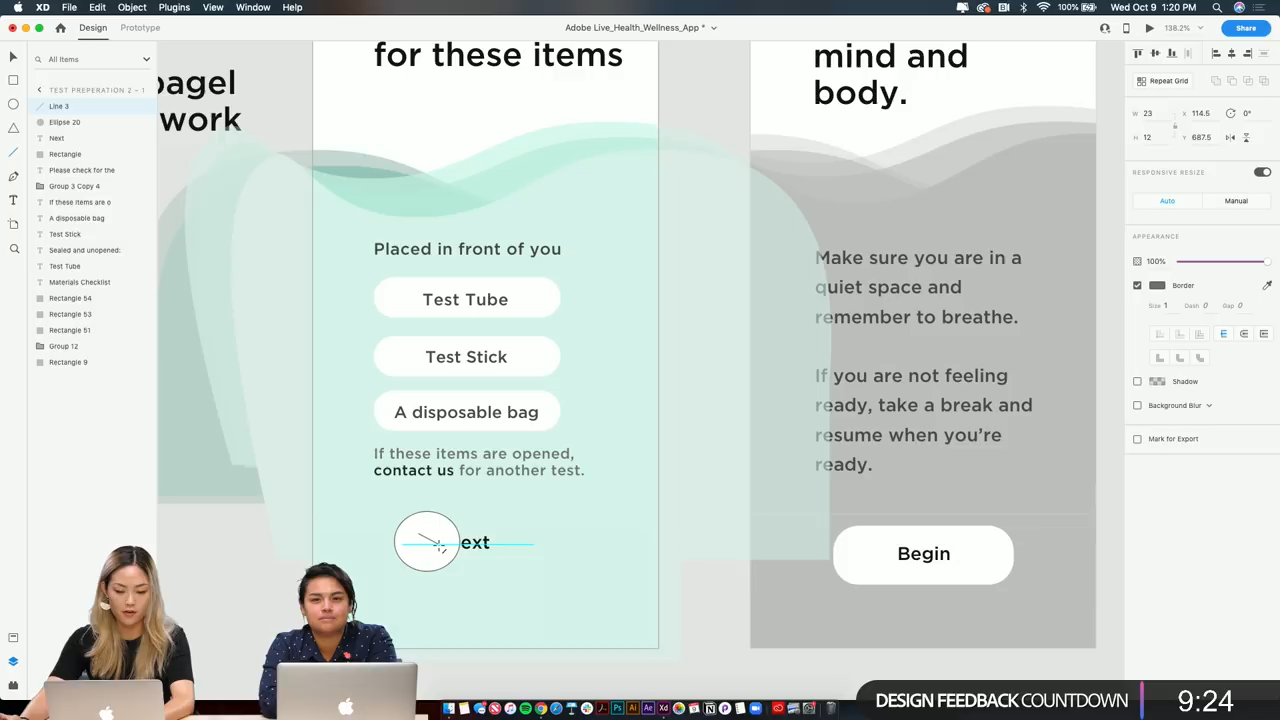 XD File Edit Object Plugins View Window Help
100% Wed Oct 9 1:20 PM
Design Prototype
Adobe Live_Health_Wellness_App *
138.2%
Share
All Items
TEST PREPERATION 2 – 1
Line 3
Ellipse 20
Next
Rectangle
Please check for the
Group 3 Copy 4
If these items are o
A disposable bag
Test Stick
Sealed and unopened:
Test Tube
Materials Checklist
Rectangle 54
Rectangle 53
Rectangle 51
Group 12
Rectangle 9
bagel
work
for these items
Placed in front of you
Test Tube
Test Stick
A disposable bag
If these items are opened,
contact us for another test.
ext
mind and
body.
Make sure you are in a
quiet space and
remember to breathe.
If you are not feeling
ready, take a break and
resume when you're
ready.
Begin
Repeat Grid
W 23 X 114.5 0°
H 12 Y 687.5
RESPONSIVE RESIZE
Auto Manual
APPEARANCE
100%
Border
Size 1 Dash 0 Gap 0
Shadow
Background Blur
Mark for Export
DESIGN FEEDBACK COUNTDOWN 9:24